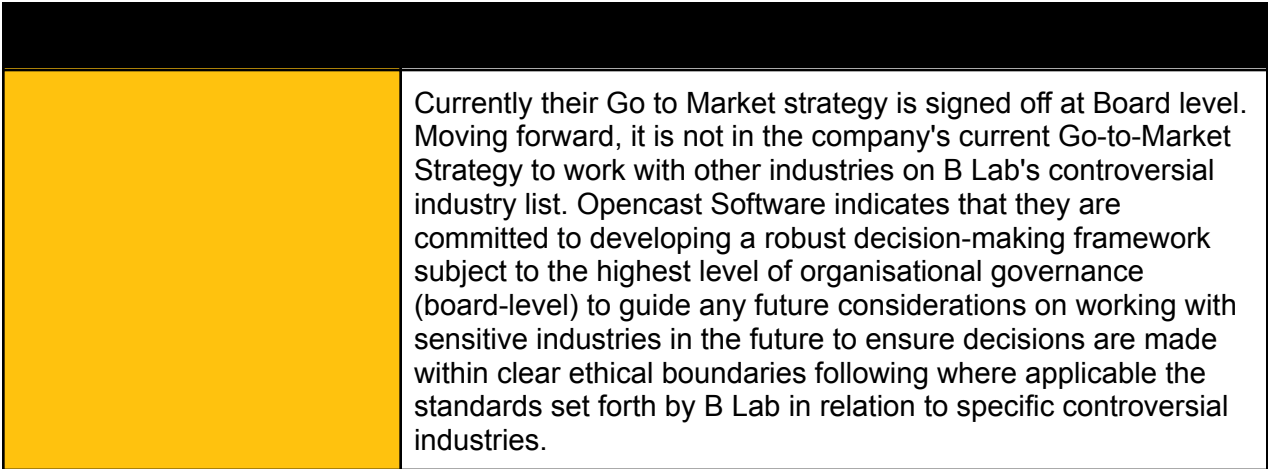 Currently their Go to Market strategy is signed off at Board level.
Moving forward, it is not in the company's current Go-to-Market
Strategy to work with other industries on B Lab's controversial
industry list. Opencast Software indicates that they are
committed to developing a robust decision-making framework
subject to the highest level of organisational governance
(board-level) to guide any future considerations on working with
sensitive industries in the future to ensure decisions are made
within clear ethical boundaries following where applicable the
standards set forth by B Lab in relation to specific controversial
industries.